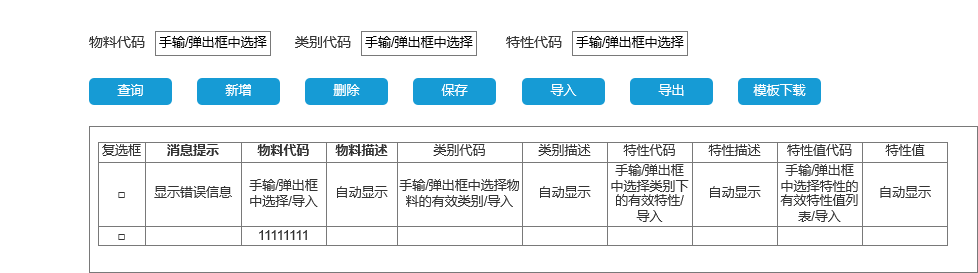 物料代码 手输/弹出框中选择 类别代码 手输/弹出框中选择 特性代码 手输/弹出框中选择
查询 新增 删除 保存 导入 导出 模板下载
复选框 消息提示 物料代码 物料描述 类别代码 类别描述 特性代码 特性描述 特性值代码 特性值
□ 显示错误信息 手输/弹出框
中选择/导入 自动显示 手输/弹出框中选择物
料的有效类别/导入 自动显示 手输/弹出框
中选择类别下
的有效特性/
导入 自动显示 手输/弹出框
中选择特性的
有效特性值列
表/导入 自动显示
□ 11111111